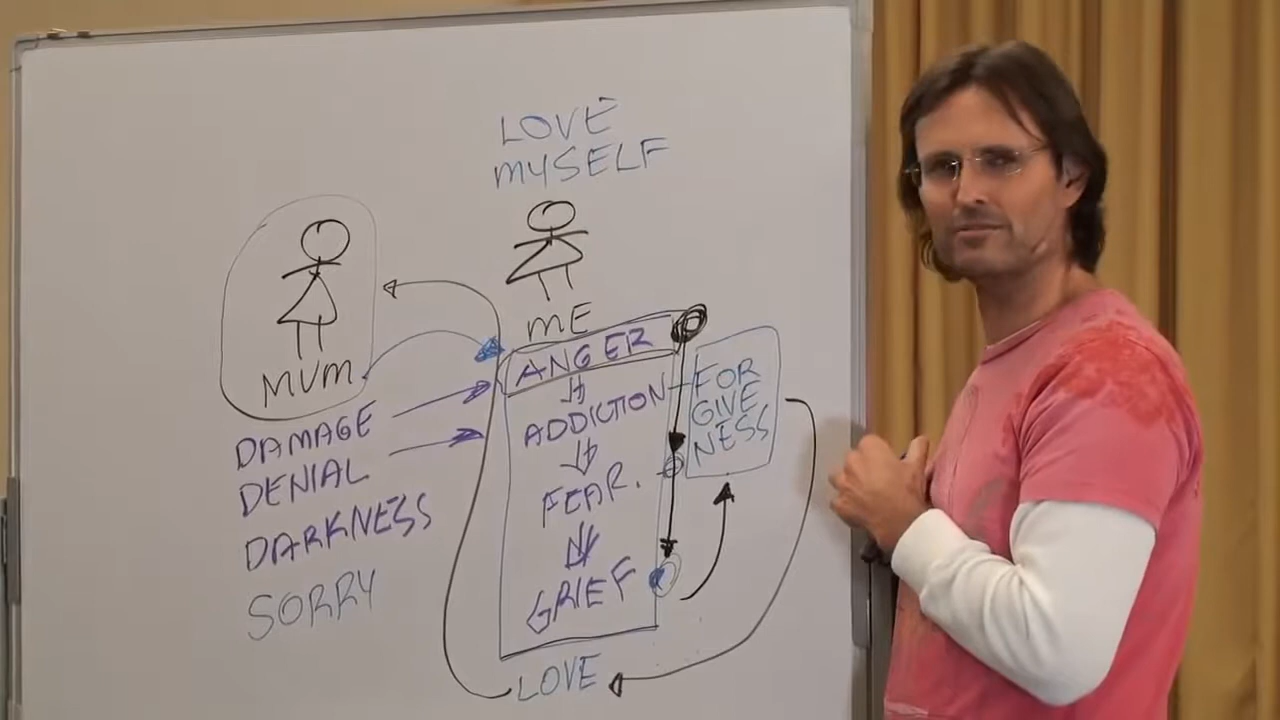 LOVE
MYSELF
MUM
ME
ANGER
ADDICTION
FEAR.
GRIEF
FOR
GIVE
NESS
DAMAGE
DENIAL
DARKNESS
SORRY
LOVE